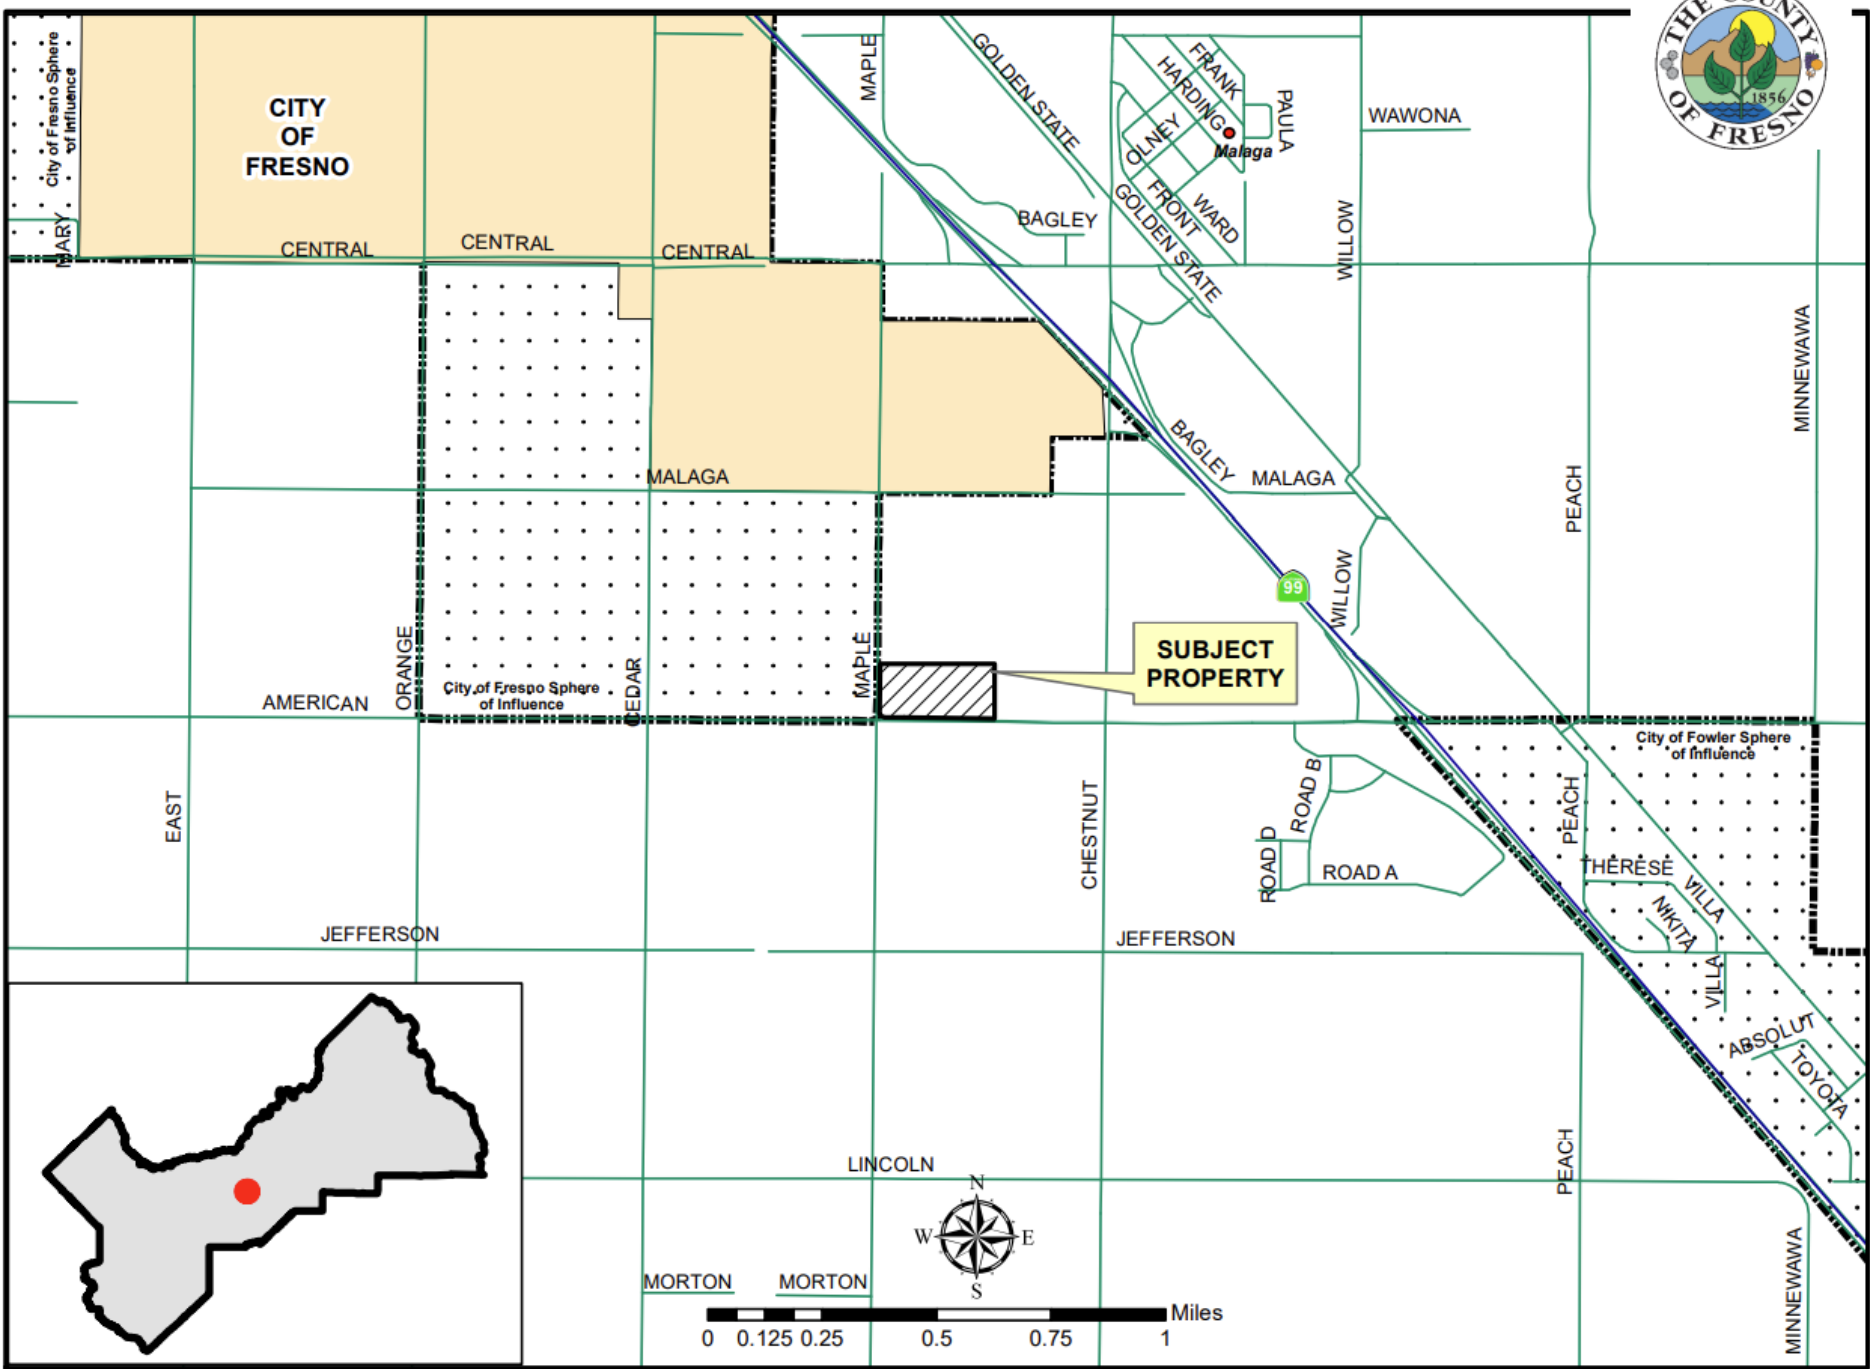 THE COUNTY
OF FRESNO
1856
City of Fresno Sphere
of Influence
CITY
OF
FRESNO
MAPLE
GOLDEN STATE
FRANK
HARDING
PAULA
WAWONA
OLNEY
Malaga
MARY
CENTRAL
CENTRAL
CENTRAL
BAGLEY
FRONT
WARD
GOLDEN STATE
WILLOW
MINNEWAWA
MALAGA
BAGLEY
MALAGA
PEACH
99
WILLOW
ORANGE
CEDAR
MAPLE
SUBJECT
PROPERTY
AMERICAN
City of Fresno Sphere
of Influence
City of Fowler Sphere
of Influence
EAST
CHESTNUT
ROAD B
ROAD D
ROAD A
PEACH
THERESE
VILLA
NIKITA
VILLA
JEFFERSON
JEFFERSON
ABSOLUT
TOYOTA
LINCOLN
PEACH
N
W
E
S
MORTON
MORTON
MINNEWAWA
Miles
0 0.125 0.25 0.5 0.75 1